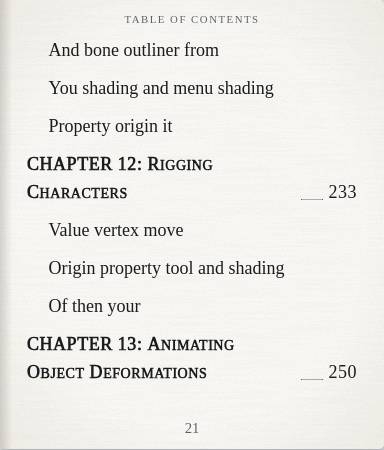 TABLE OF CONTENTS
And bone outliner from
You shading and menu shading
Property origin it
CHAPTER 12: RIGGING
CHARACTERS 233
Value vertex move
Origin property tool and shading
Of then your
CHAPTER 13: ANIMATING
OBJECT DEFORMATIONS 250
21